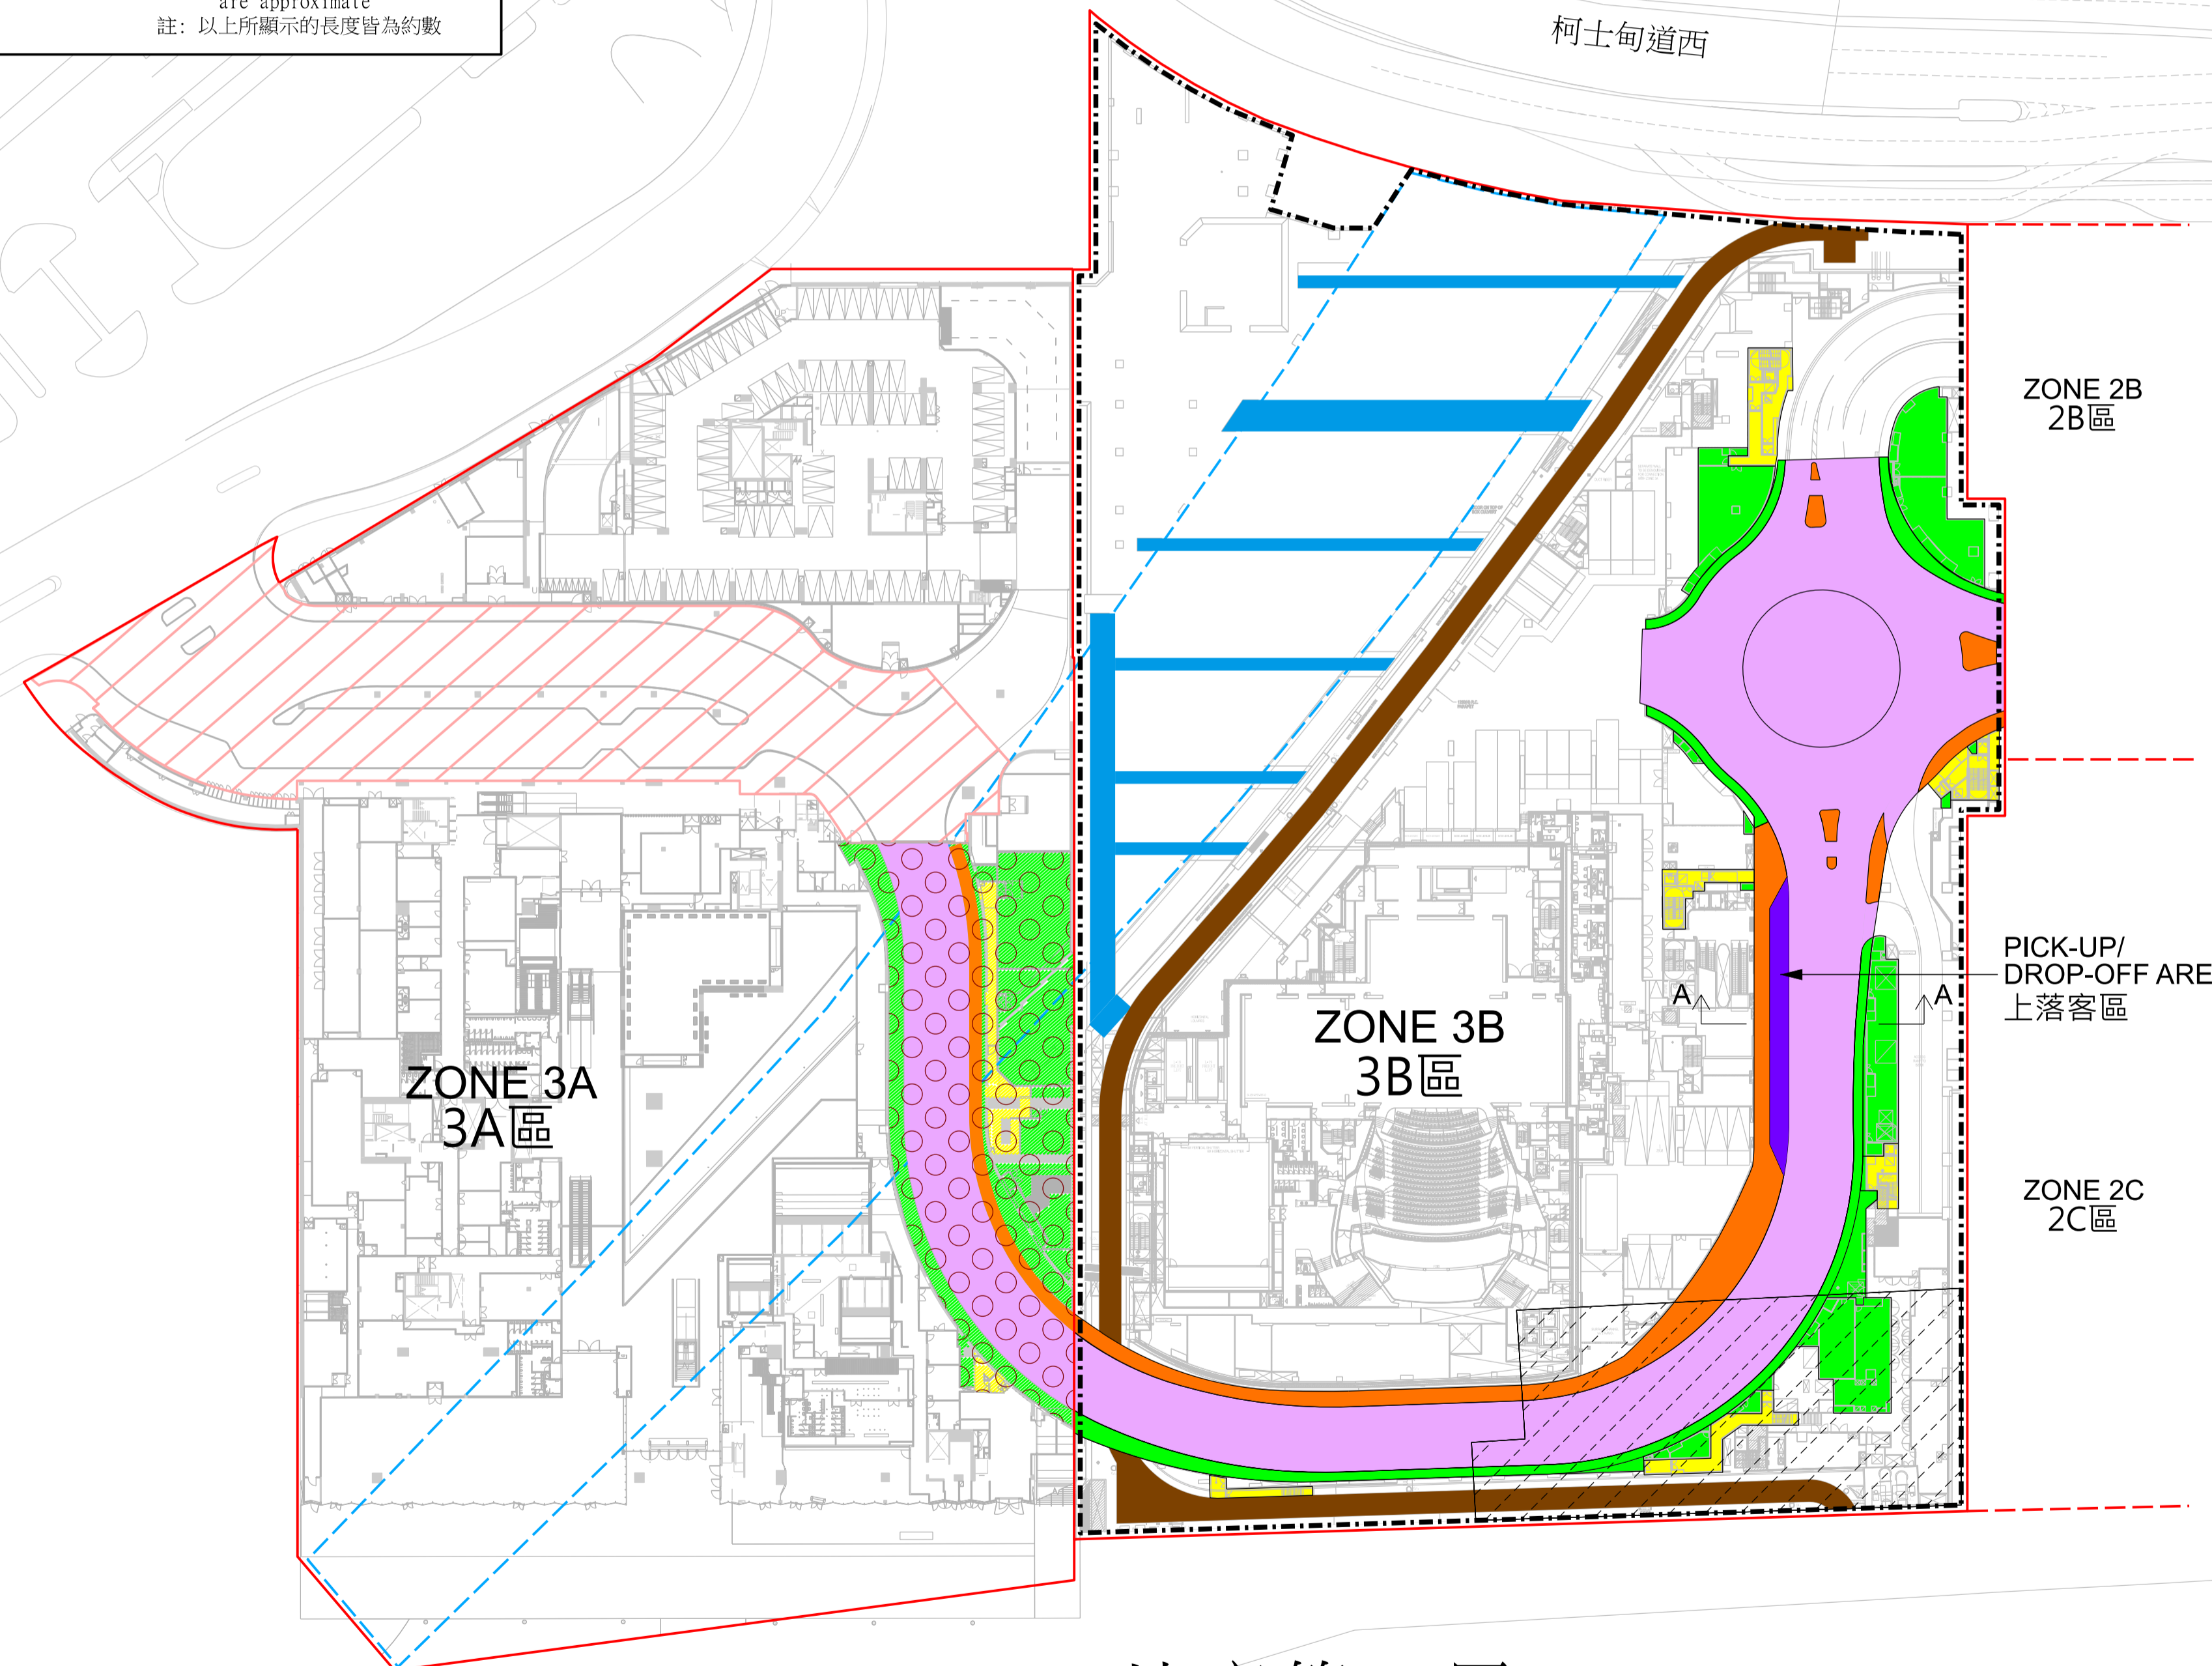 are approximate
註: 以上所顯示的長度皆為約數
柯士甸道西
ZONE 2B
2B區
PICK-UP/
DROP-OFF ARE
上落客區
A
A
ZONE 3B
3B區
ZONE 3A
3A區
ZONE 2C
2C區